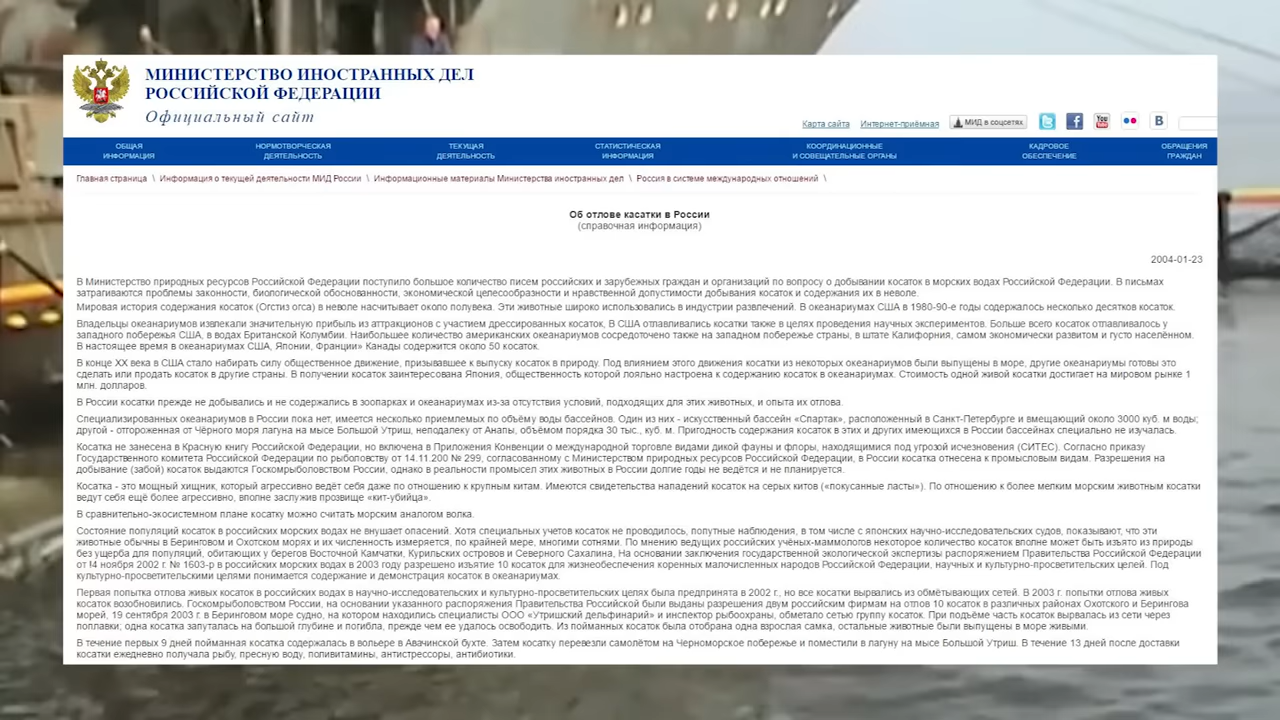 МИНИСТЕРСТВО ИНОСТРАННЫХ ДЕЛ
РОССИЙСКОЙ ФЕДЕРАЦИИ
Официальный сайт
Карта сайта Интернет-приёмная МИД в соцсетях You Tube В
ОБЩАЯ ИНФОРМАЦИЯ
НОРМОТВОРЧЕСКАЯ ДЕЯТЕЛЬНОСТЬ
ТЕКУЩАЯ ДЕЯТЕЛЬНОСТЬ
СТАТИСТИЧЕСКАЯ ИНФОРМАЦИЯ
КООРДИНАЦИОННЫЕ И СОВЕЩАТЕЛЬНЫЕ ОРГАНЫ
КАДРОВОЕ ОБЕСПЕЧЕНИЕ
ОБРАЩЕНИЯ ГРАЖДАН
Главная страница \ Информация о текущей деятельности МИД России \ Информационные материалы Министерства иностранных дел \ Россия в системе международных отношений \
Об отлове касатки в России
(справочная информация)
2004-01-23
В Министерство природных ресурсов Российской Федерации поступило большое количество писем российских и зарубежных граждан и организаций по вопросу о добывании касаток в морских водах Российской Федерации. В письмах
затрагиваются проблемы законности, биологической обоснованности, экономической целесообразности и нравственной допустимости добывания косаток и содержания их в неволе.
Мировая история содержания косаток (Огстиз огса) в неволе насчитывает около полувека. Эти животные широко использовались в индустрии развлечений. В океанариумах США в 1980-90-е годы содержалось несколько десятков косаток.
Владельцы океанариумов извлекали значительную прибыль из аттракционов с участием дрессированных косаток, В США отлавливались косатки также в целях проведения научных экспериментов. Больше всего косаток отлавливалось у
западного побережья США, в водах Британской Колумбии. Наибольшее количество американских океанариумов сосредоточено также на западном побережье страны, в штате Калифорния, самом экономически развитом и густо населённом.
В настоящее время в океанариумах США, Японии, Франции» Канады содержится около 50 косаток.
В конце XX века в США стало набирать силу общественное движение, призывавшее к выпуску косаток в природу. Под влиянием этого движения косатки из некоторых океанариумов были выпущены в море, другие океанариумы готовы это
сделать или продать косаток в другие страны. В получении косаток заинтересована Япония, общественность которой лояльно настроена к содержанию косаток в океанариумах. Стоимость одной живой косатки достигает на мировом рынке 1
млн. долларов.
В России косатки прежде не добывались и не содержались в зоопарках и океанариумах из-за отсутствия условий, подходящих для этих животных, и опыта их отлова.
Специализированных океанариумов в России пока нет, имеется несколько приемлемых по объёму воды бассейнов. Один из них - искусственный бассейн «Спартак», расположенный в Санкт-Петербурге и вмещающий около 3000 куб. м воды;
другой - отгороженная от Чёрного моря лагуна на мысе Большой Утриш, неподалеку от Анапы, объёмом порядка 30 тыс., куб. м. Пригодность содержания косаток в этих и других имеющихся в России бассейнах специально не изучалась.
Косатка не занесена в Красную книгу Российской Федерации, но включена в Приложения Конвенции о международной торговле видами дикой фауны и флоры, находящимися под угрозой исчезновения (СИТЕС). Согласно приказу
Государственного комитета Российской Федерации по рыболовству от 14.11.200 № 299, согласованному с Министерством природных ресурсов Российской Федерации, в России косатка отнесена к промысловым видам. Разрешения на
добывание (забой) косаток выдаются Госкомрыболовством России, однако в реальности промысел этих животных в России долгие годы не ведётся и не планируется.
Косатка - это мощный хищник, который агрессивно ведёт себя даже по отношению к крупным китам. Имеются свидетельства нападений косаток на серых китов («покусанные ласты»). По отношению к более мелким морским животным косатки
ведут себя ещё более агрессивно, вполне заслужив прозвище «кит-убийца».
В сравнительно-экосистемном плане косатку можно считать морским аналогом волка.
Состояние популяций косаток в российских морских водах не внушает опасений. Хотя специальных учетов косаток не проводилось, попутные наблюдения, в том числе с японских научно-исследовательских судов, показывают, что эти
животные обычны в Беринговом и Охотском морях и их численность измеряется, по крайней мере, многими сотнями. По мнению ведущих российских учёных-маммологов некоторое количество косаток вполне может быть изъято из природы
без ущерба для популяций, обитающих у берегов Восточной Камчатки, Курильских островов и Северного Сахалина, На основании заключения государственной экологической экспертизы распоряжением Правительства Российской Федерации
от !4 ноября 2002 г. № 1603-р в российских морских водах в 2003 году разрешено изъятие 10 косаток для жизнеобеспечения коренных малочисленных народов Российской Федерации, научных и культурно-просветительских целей. Под
культурно-просветительскими целями понимается содержание и демонстрация косаток в океанариумах.
Первая попытка отлова живых косаток в российских водах в научно-исследовательских и культурно-просветительских целях была предпринята в 2002 г., но все косатки вырвались из обмётывающих сетей. В 2003 г. попытки отлова живых
косаток возобновились. Госкомрыболовством России, на основании указанного распоряжения Правительства Российской были выданы разрешения двум российским фирмам на отлов 10 косаток в различных районах Охотского и Берингова
морей, 19 сентября 2003 г. в Беринговом море судно, на котором находились специалисты ООО «Утришский дельфинарий» и инспектор рыбоохраны, обметало сетью группу косаток. При подъёме часть косаток вырвалась из сети через
поплавки; одна косатка запуталась на большой глубине и погибла, прежде чем ее удалось освободить. Из пойманных косаток была отобрана одна взрослая самка, остальные животные были выпущены в море живыми.
В течение первых 9 дней пойманная косатка содержалась в вольере в Авачинской бухте. Затем косатку перевезли самолётом на Черноморское побережье и поместили в лагуну на мысе Большой Утриш. В течение 13 дней после доставки
косатки ежедневно получала рыбу, пресную воду, поливитамины, антистрессоры, антибиотики.